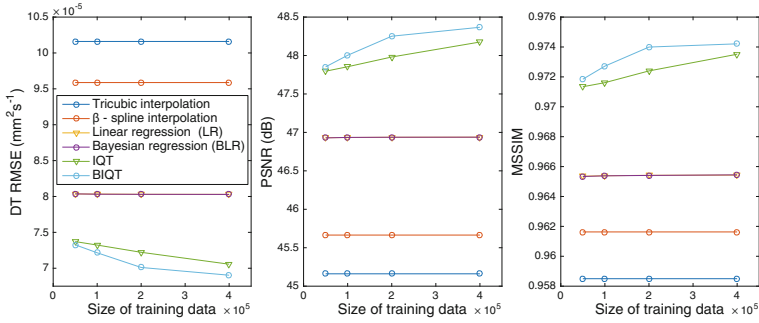 10.5 × 10⁻⁵
10
9.5
9
8.5
8
7.5
7
DT RMSE (mm²s⁻¹)
Tricubic interpolation
β - spline interpolation
Linear regression (LR)
Bayesian regression (BLR)
IQT
BIQT
0 1 2 3 4
Size of training data × 10⁵
48.5
48
47.5
47
46.5
46
45.5
45
PSNR (dB)
0 1 2 3 4
Size of training data × 10⁵
0.976
0.974
0.972
0.97
0.968
0.966
0.964
0.962
0.96
0.958
MSSIM
0 1 2 3 4
Size of training data × 10⁵